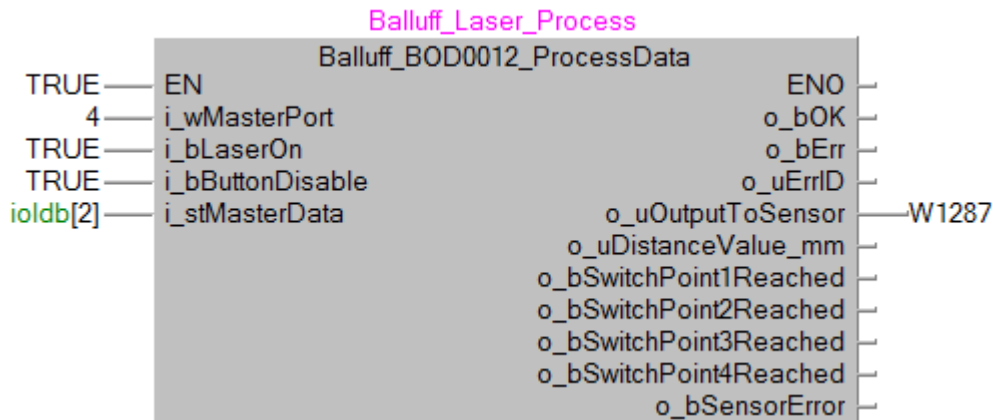 Balluff_Laser_Process
Balluff_BOD0012_ProcessData
TRUE EN ENO
4 i_wMasterPort o_bOK
TRUE i_bLaserOn o_bErr
TRUE i_bButtonDisable o_uErrID
ioldb[2] i_stMasterData o_uOutputToSensor W1287
o_uDistanceValue_mm
o_bSwitchPoint1Reached
o_bSwitchPoint2Reached
o_bSwitchPoint3Reached
o_bSwitchPoint4Reached
o_bSensorError